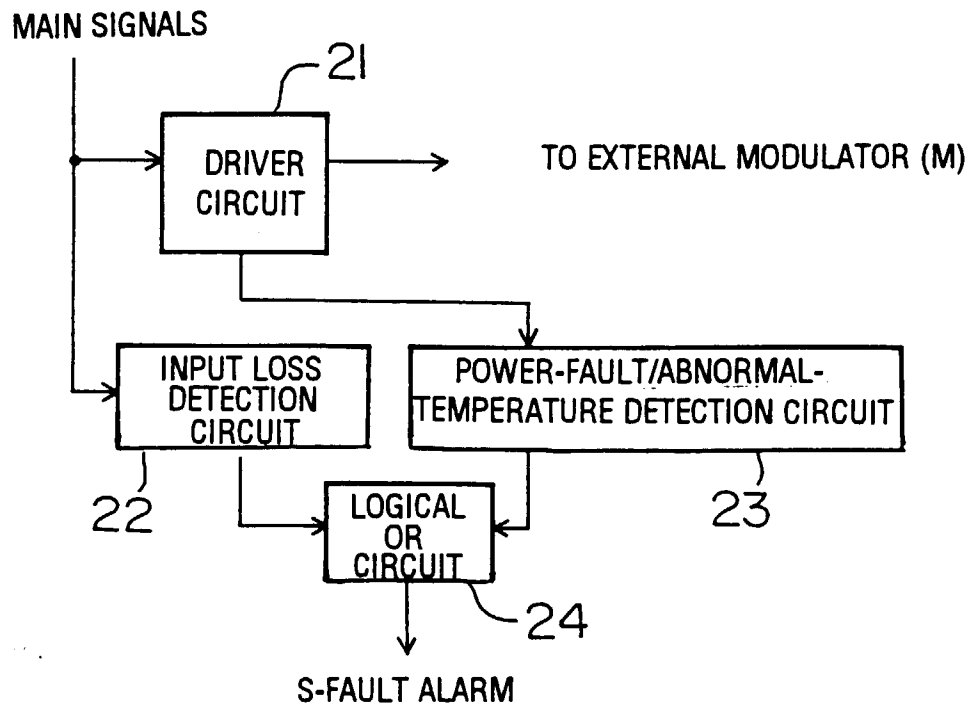 MAIN SIGNALS
21
DRIVER
CIRCUIT
TO EXTERNAL MODULATOR (M)
INPUT LOSS
DETECTION
CIRCUIT
POWER-FAULT/ABNORMAL-
TEMPERATURE DETECTION CIRCUIT
22
23
LOGICAL
OR
CIRCUIT
24
S-FAULT ALARM